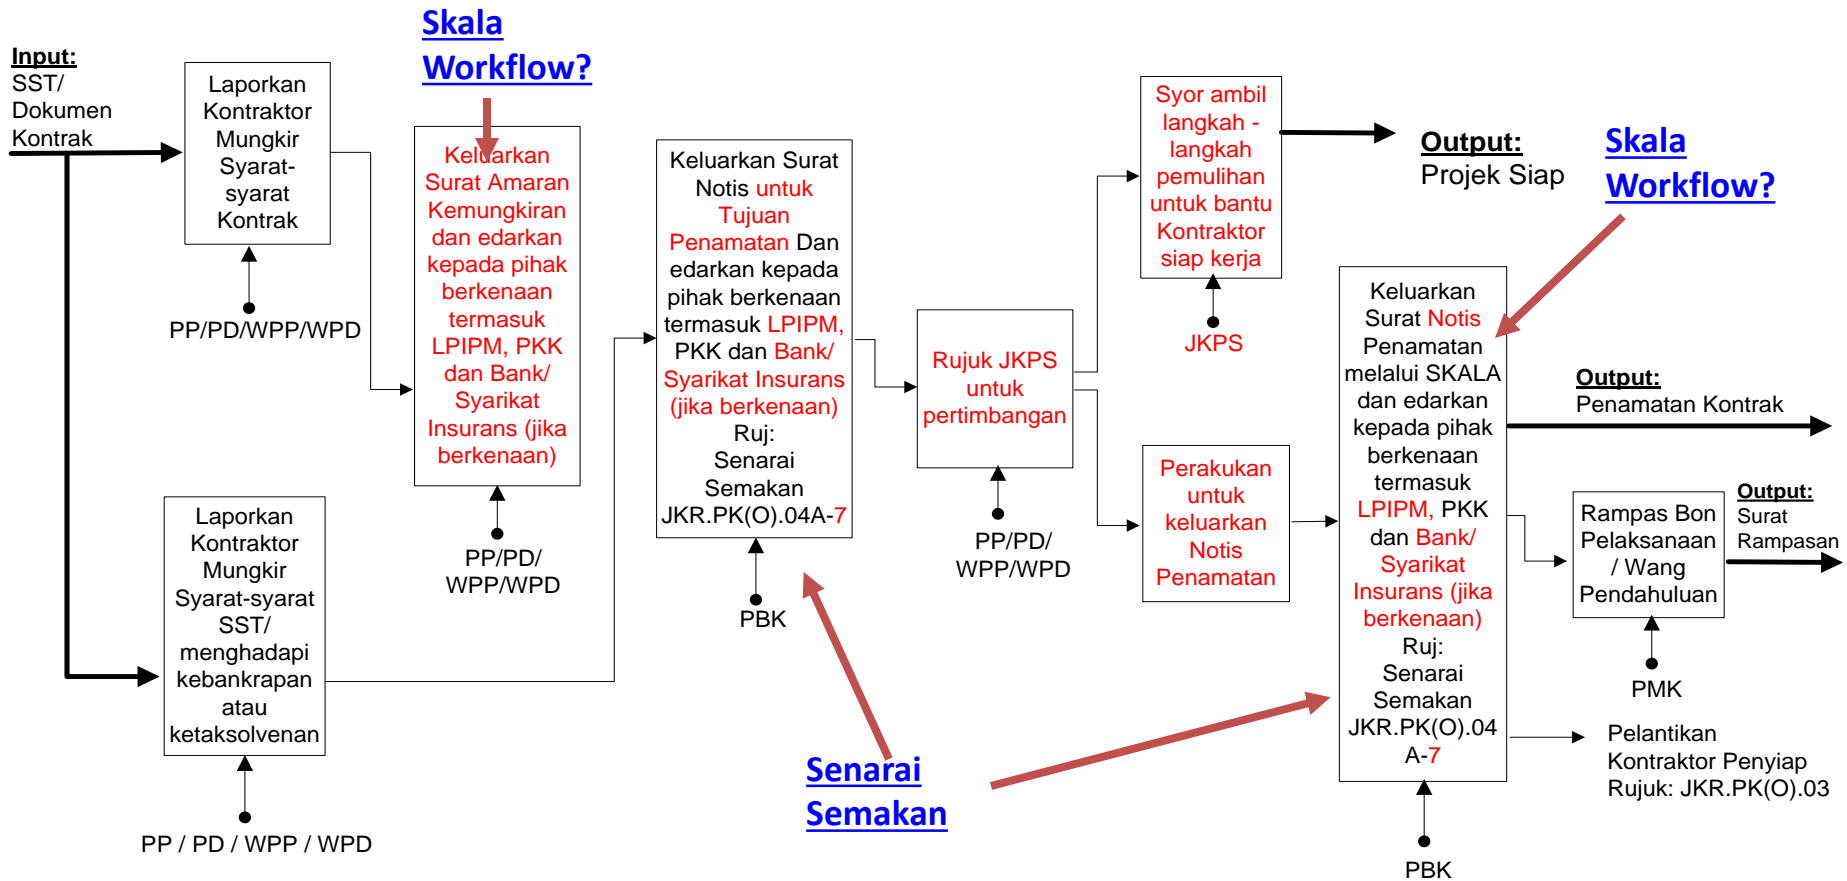 Input:
SST/
Dokumen
Kontrak
Laporkan
Kontraktor
Mungkir
Syarat-
syarat
Kontrak
PP/PD/WPP/WPD
Skala
Workflow?
Keluarkan
Surat Amaran
Kemungkiran
dan edarkan
kepada pihak
berkenaan
termasuk
LPIPM, PKK
dan Bank/
Syarikat
Insurans (jika
berkenaan)
PP/PD/
WPP/WPD
Laporkan
Kontraktor
Mungkir
Syarat-syarat
SST/
menghadapi
kebankrapan
atau
ketaksolvenan
PP / PD / WPP / WPD
Keluarkan Surat
Notis untuk
Tujuan
Penamatan Dan
edarkan kepada
pihak berkenaan
termasuk LPIPM,
PKK dan Bank/
Syarikat Insurans
(jika berkenaan)
Ruj:
Senarai
Semakan
JKR.PK(O).04A-7
PBK
Senarai
Semakan
Rujuk JKPS
untuk
pertimbangan
PP/PD/
WPP/WPD
Syor ambil
langkah -
langkah
pemulihan
untuk bantu
Kontraktor
siap kerja
JKPS
Output:
Projek Siap
Perakukan
untuk
keluarkan
Notis
Penamatan
Skala
Workflow?
Keluarkan
Surat Notis
Penamatan
melalui SKALA
dan edarkan
kepada pihak
berkenaan
termasuk
LPIPM, PKK
dan Bank/
Syarikat
Insurans (jika
berkenaan)
Ruj:
Senarai
Semakan
JKR.PK(O).04
A-7
PBK
Output:
Penamatan Kontrak
Rampas Bon
Pelaksanaan
/ Wang
Pendahuluan
PMK
Output:
Surat
Rampasan
Pelantikan
Kontraktor Penyiap
Rujuk: JKR.PK(O).03